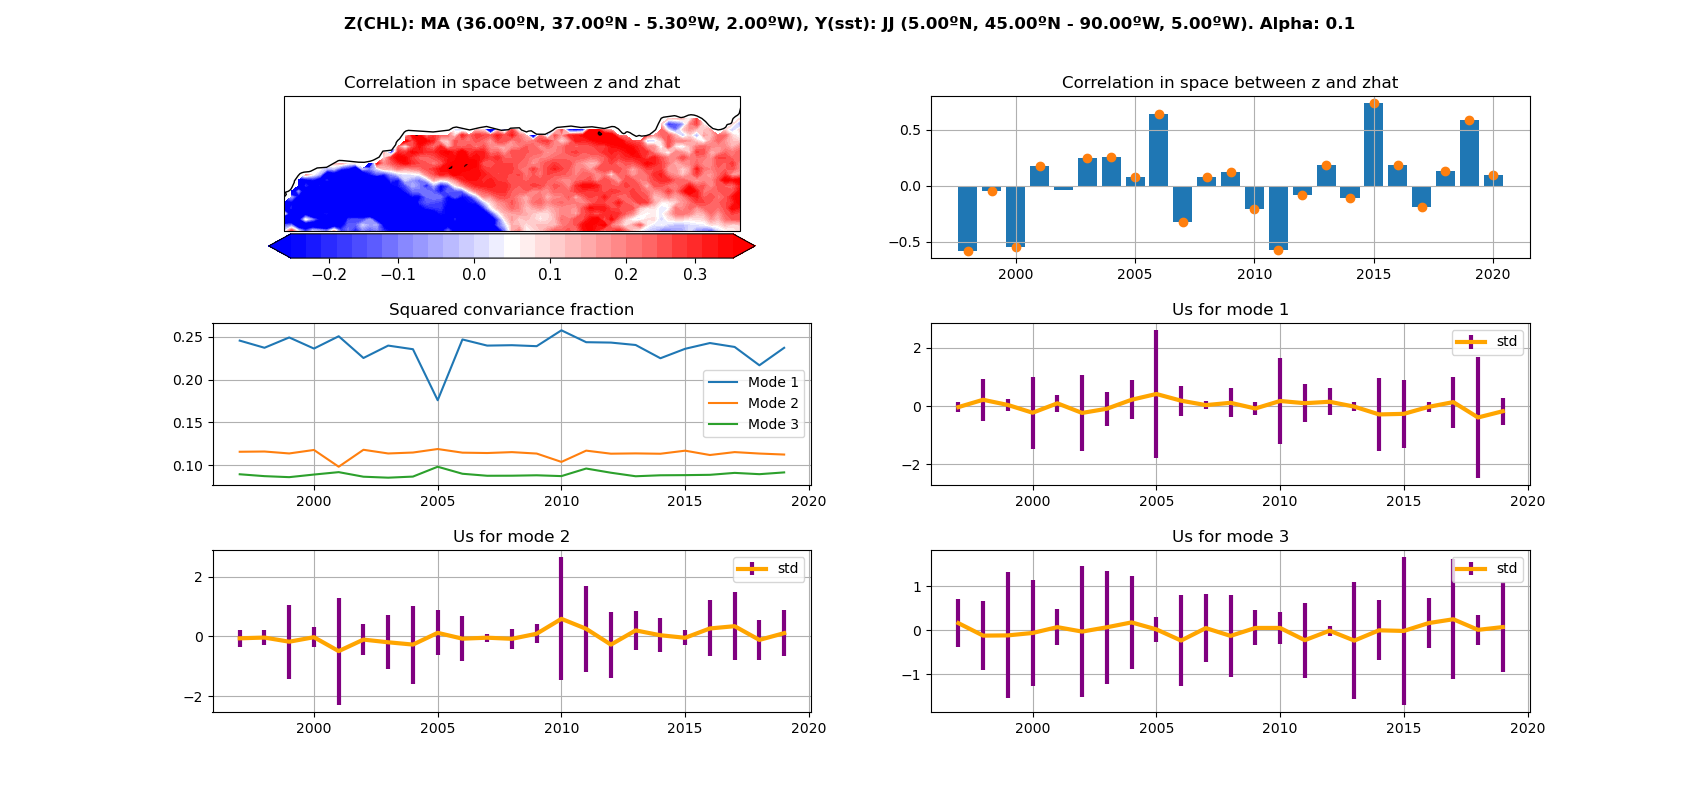 Z(CHL): MA (36.00ºN, 37.00ºN - 5.30ºW, 2.00ºW), Y(sst): JJ (5.00ºN, 45.00ºN - 90.00ºW, 5.00ºW). Alpha: 0.1
Correlation in space between z and zhat
−0.2 −0.1 0.0 0.1 0.2 0.3
Correlation in space between z and zhat
0.5
0.0
−0.5
2000 2005 2010 2015 2020
Squared convariance fraction
0.25
0.20
0.15
0.10
Mode 1
Mode 2
Mode 3
2000 2005 2010 2015 2020
Us for mode 1
2
0
−2
std
2000 2005 2010 2015 2020
Us for mode 2
2
0
−2
std
2000 2005 2010 2015 2020
Us for mode 3
1
0
−1
std
2000 2005 2010 2015 2020